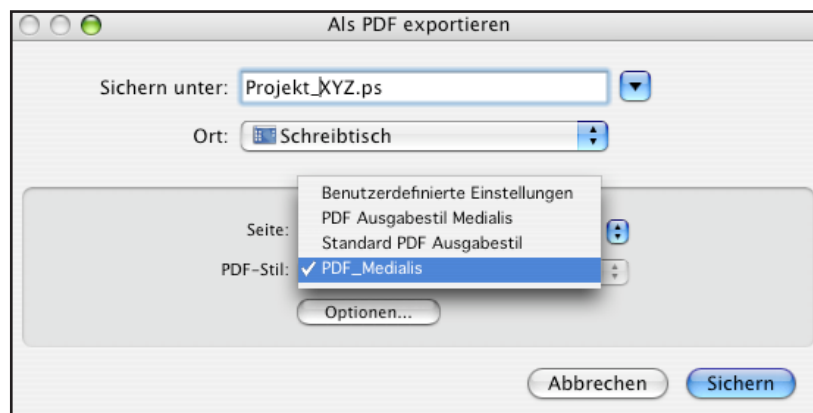 Als PDF exportieren
Sichern unter: Projekt_XYZ.ps
Ort: Schreibtisch
Benutzerdefinierte Einstellungen
PDF Ausgabestil Medialis
Seite:
Standard PDF Ausgabestil
PDF-Stil: ✓ PDF_Medialis
Optionen...
Abbrechen Sichern